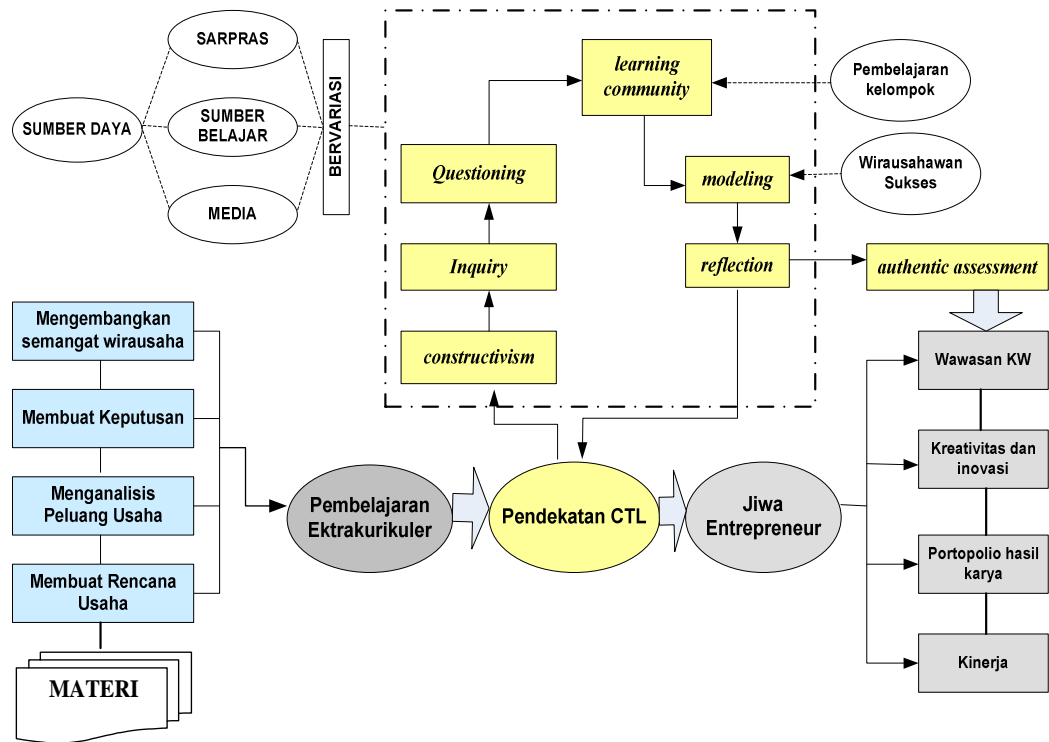 SARPRAS
SUMBER DAYA
SUMBER
BELAJAR
MEDIA
BERVARIASI
learning
community
Pembelajaran
kelompok
Questioning
modeling
Wirausahawan
Sukses
Inquiry
reflection
authentic assessment
constructivism
Mengembangkan
semangat wirausaha
Membuat Keputusan
Menganalisis
Peluang Usaha
Membuat Rencana
Usaha
MATERI
Pembelajaran
Ektrakurikuler
Pendekatan CTL
Jiwa
Entrepreneur
Wawasan KW
Kreativitas dan
inovasi
Portopolio hasil
karya
Kinerja